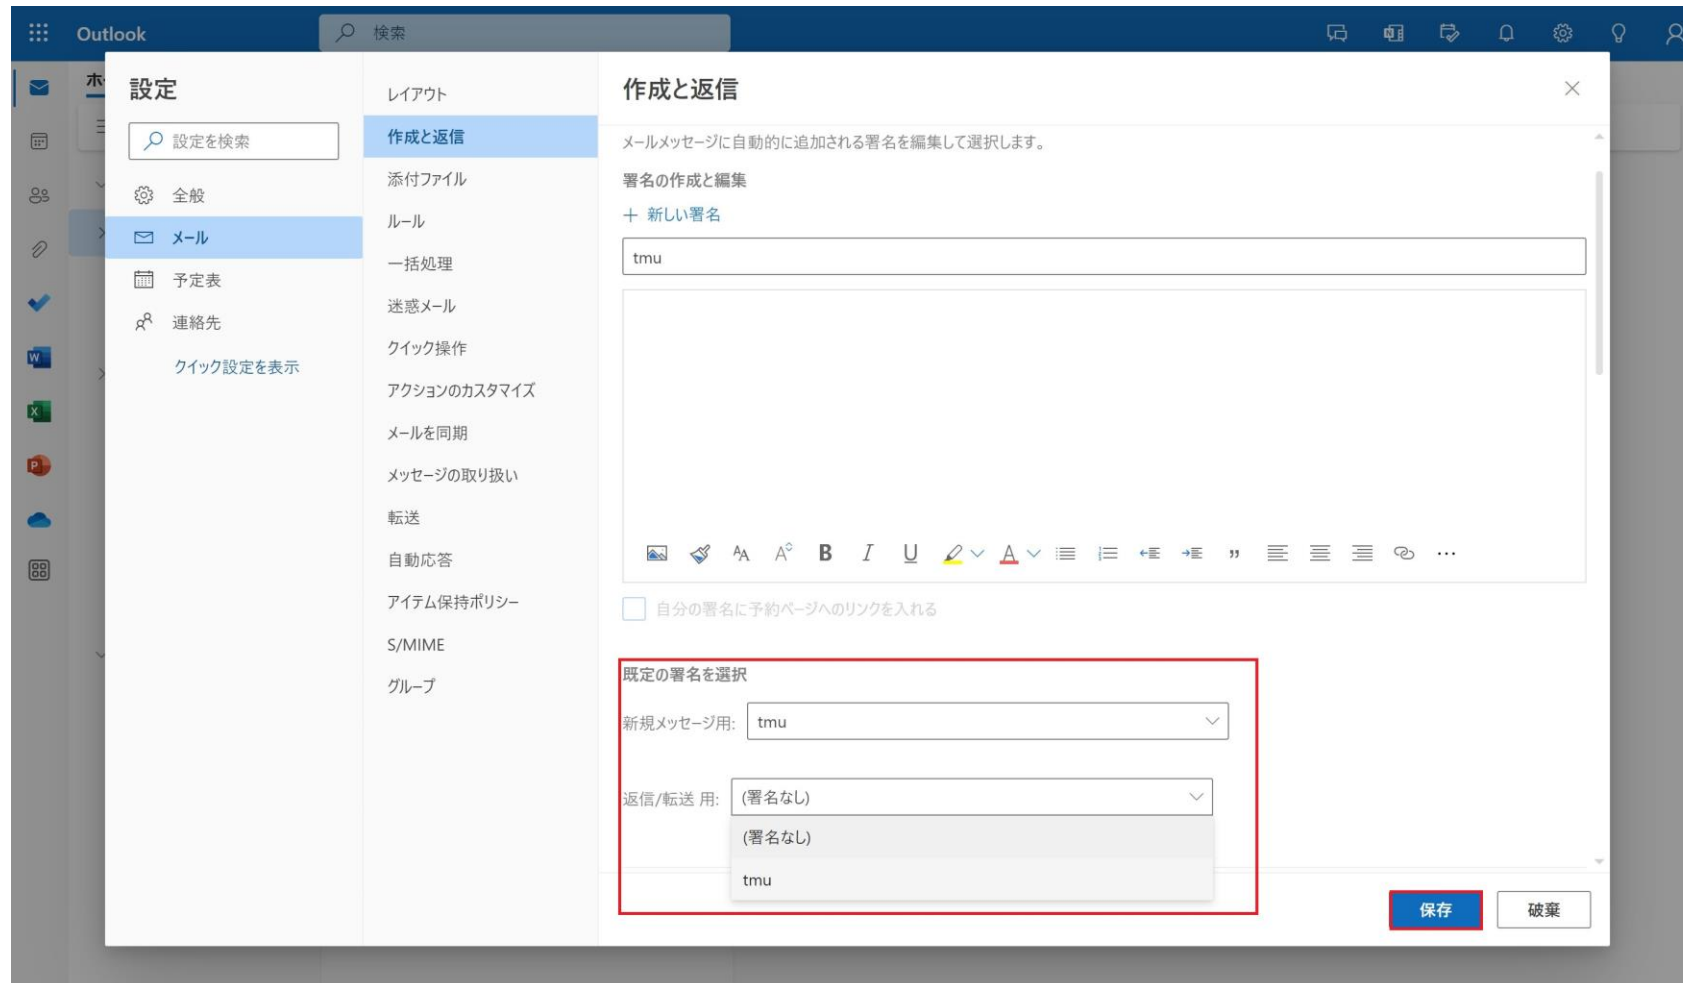 Outlook
検索
設定
設定を検索
全般
メール
予定表
連絡先
クイック設定を表示
レイアウト
作成と返信
添付ファイル
ルール
一括処理
迷惑メール
クイック操作
アクションのカスタマイズ
メールを同期
メッセージの取り扱い
転送
自動応答
アイテム保持ポリシー
S/MIME
グループ
作成と返信
メールメッセージに自動的に追加される署名を編集して選択します。
署名の作成と編集
新しい署名
tmu
自分の署名に予約ページへのリンクを入れる
既定の署名を選択
新規メッセージ用: tmu
返信/転送 用: (署名なし)
(署名なし)
tmu
保存
破棄